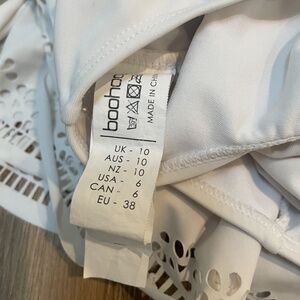 boohoo
MADE IN CHINA
UK - 10
AUS - 10
NZ - 10
USA - 6
CAN - 6
EU - 38